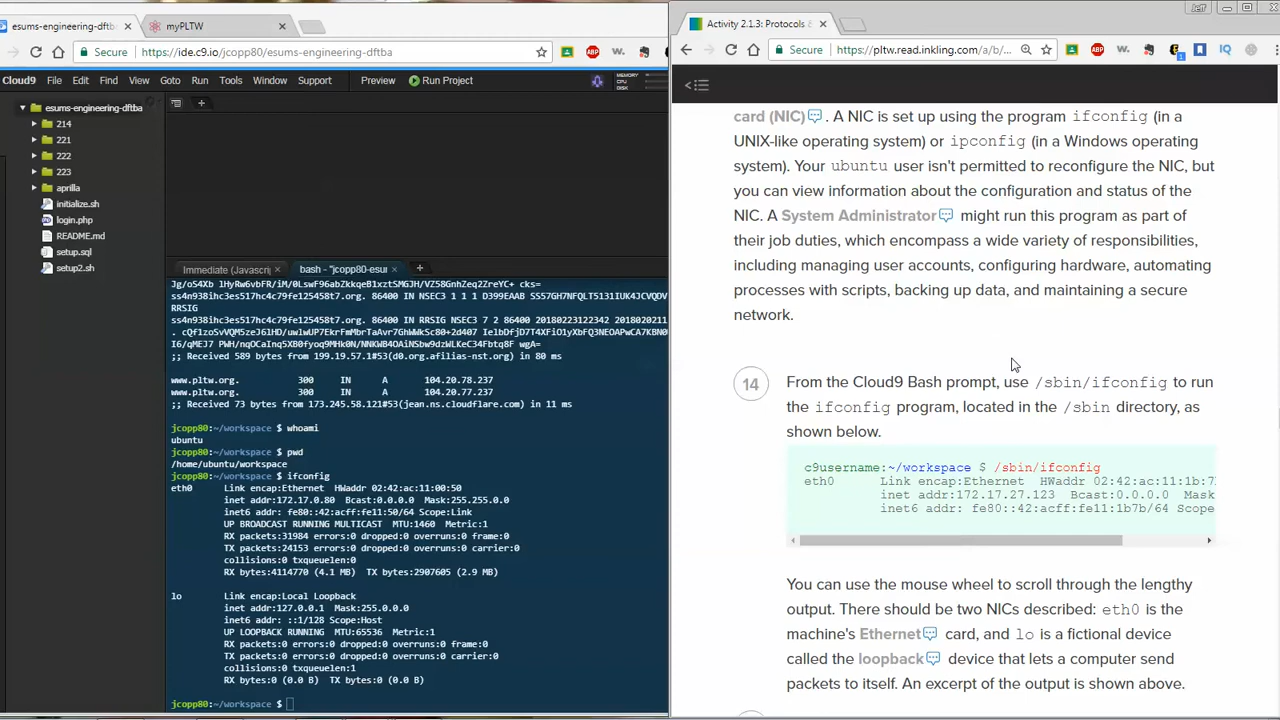 esums-engineering-dftb
myPLTW
Secure
https://ide.c9.io/jcopp80/esums-engineering-dftba
ABP
w.
Cloud9 File Edit Find View Goto Run Tools Window Support Preview Run Project
MEMORY
CPU
DISK
esums-engineering-dftba
214
221
222
223
aprilla
initialize.sh
login.php
README.md
setup.sql
setup2.sh
Immediate (Javascrip
bash - "jcopp80-esur
ss4n938ihc3es517hc4c79fe125458t7.org. 86400 IN NSEC3 1 1 1 D399EAAB SS57GH7NFQLT5131IUK4JCVQDV
RRSIG
;; Received 589 bytes from 199.19.57.1#53(d0.org.afilias-nst.org) in 80 ms
www.pltw.org. 300 IN A 104.20.78.237
www.pltw.org. 300 IN A 104.20.77.237
;; Received 73 bytes from 173.245.58.121#53(jean.ns.cloudflare.com) in 11 ms
jcopp80:~/workspace $ whoami
ubuntu
jcopp80:~/workspace $ pwd
/home/ubuntu/workspace
jcopp80:~/workspace $ ifconfig
eth0 Link encap:Ethernet HWaddr 02:42:ac:11:00:50
inet addr:172.17.0.80 Bcast:0.0.0.0 Mask:255.255.0.0
inet6 addr: fe80::42:acff:fe11:50/64 Scope:Link
UP BROADCAST RUNNING MULTICAST MTU:1460 Metric:1
RX packets:31984 errors:0 dropped:0 overruns:0 frame:0
TX packets:24153 errors:0 dropped:0 overruns:0 carrier:0
collisions:0 txqueuelen:0
RX bytes:4114770 (4.1 MB) TX bytes:2907605 (2.9 MB)
lo Link encap:Local Loopback
inet addr:127.0.0.1 Mask:255.0.0.0
inet6 addr: ::1/128 Scope:Host
UP LOOPBACK RUNNING MTU:65536 Metric:1
RX packets:0 errors:0 dropped:0 overruns:0 frame:0
TX packets:0 errors:0 dropped:0 overruns:0 carrier:0
collisions:0 txqueuelen:1
RX bytes:0 (0.0 B) TX bytes:0 (0.0 B)
jcopp80:~/workspace $
Jeff
Activity 2.1.3: Protocols &
Secure
https://pltw.read.inkling.com/a/b/
ABP
w.
IQ
card (NIC) . A NIC is set up using the program ifconfig (in a
UNIX-like operating system) or ipconfig (in a Windows operating
system). Your ubuntu user isn't permitted to reconfigure the NIC, but
you can view information about the configuration and status of the
NIC. A System Administrator might run this program as part of
their job duties, which encompass a wide variety of responsibilities,
including managing user accounts, configuring hardware, automating
processes with scripts, backing up data, and maintaining a secure
network.
14
From the Cloud9 Bash prompt, use /sbin/ifconfig to run
the ifconfig program, located in the /sbin directory, as
shown below.
c9username:~/workspace $ /sbin/ifconfig
eth0 Link encap:Ethernet HWaddr 02:42:ac:11:1b:7
inet addr:172.17.27.123 Bcast:0.0.0.0 Mask
inet6 addr: fe80::42:acff:fe11:1b7b/64 Scope
You can use the mouse wheel to scroll through the lengthy
output. There should be two NICs described: eth0 is the
machine's Ethernet card, and lo is a fictional device
called the loopback device that lets a computer send
packets to itself. An excerpt of the output is shown above.